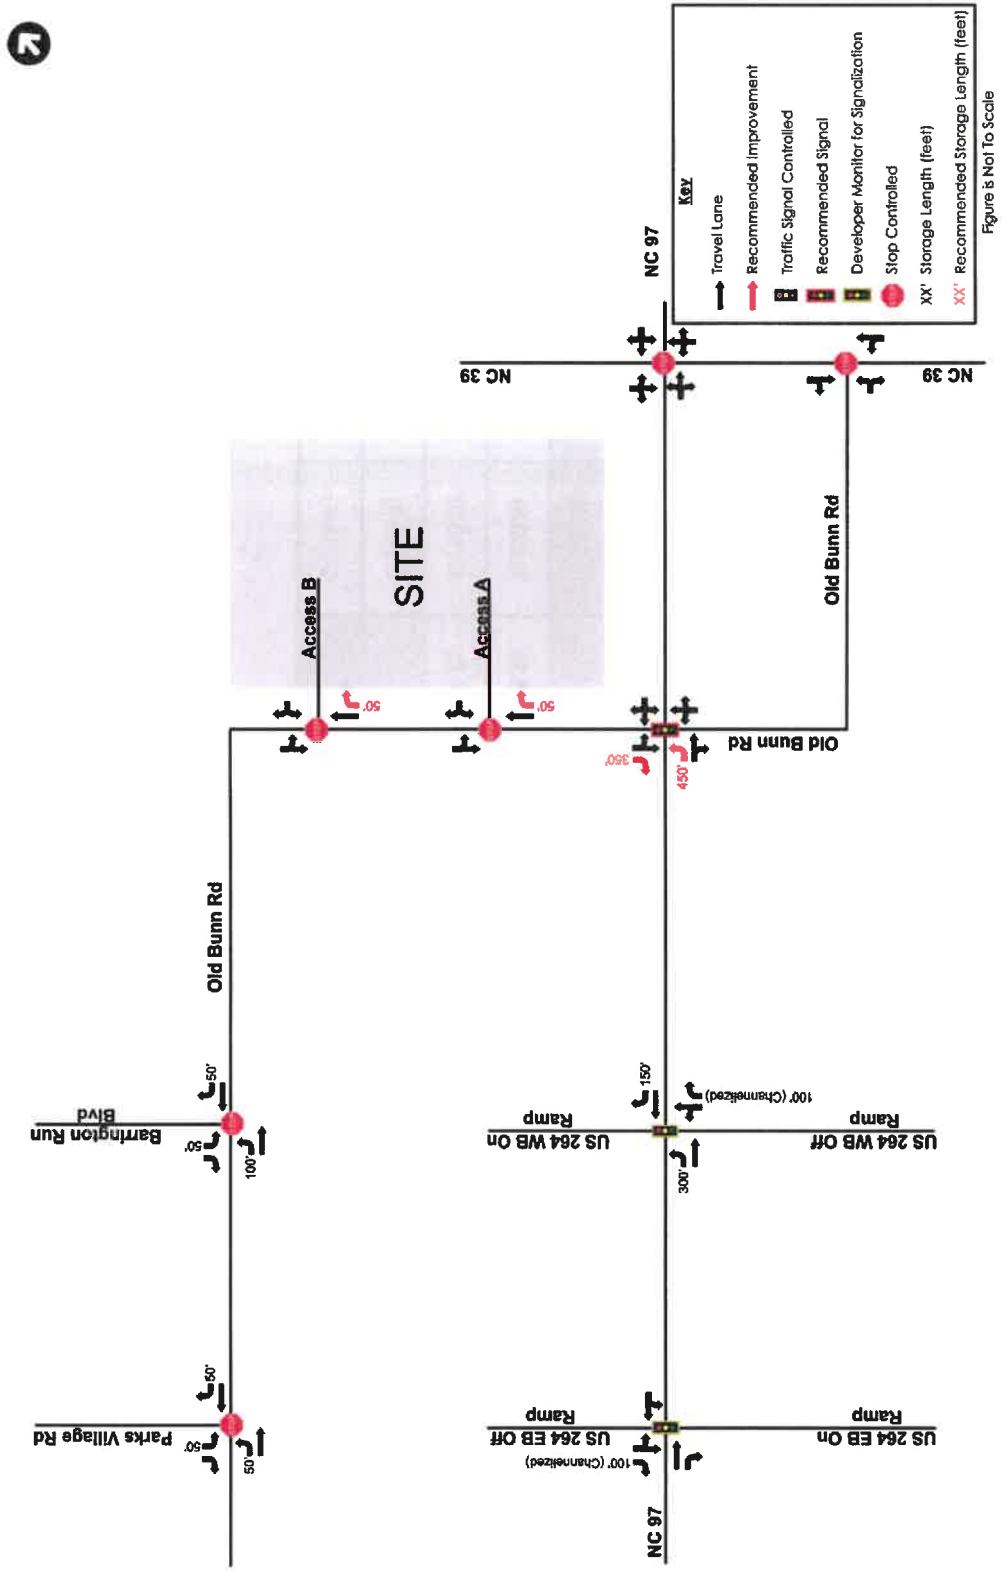 Key
Travel Lane
Recommended Improvement
Traffic Signal Controlled
Recommended Signal
Developer Monitor for Signalization
Stop Controlled
XX' Storage Length (feet)
XX' Recommended Storage Length (feet)
Figure is Not To Scale
NC 97
NC 39
NC 39
SITE
Access B
Access A
50'
50'
Old Bunn Rd
Old Bunn Rd
350'
450'
Old Bunn Rd
Barrington Run
Blvd
50'
50'
100'
US 264 WB On
Ramp
150'
100' (Channelized)
300'
US 264 WB Off
Ramp
Parks Village Rd
50'
50'
50'
US 264 EB Off
Ramp
100' (Channelized)
US 264 EB On
Ramp
NC 97